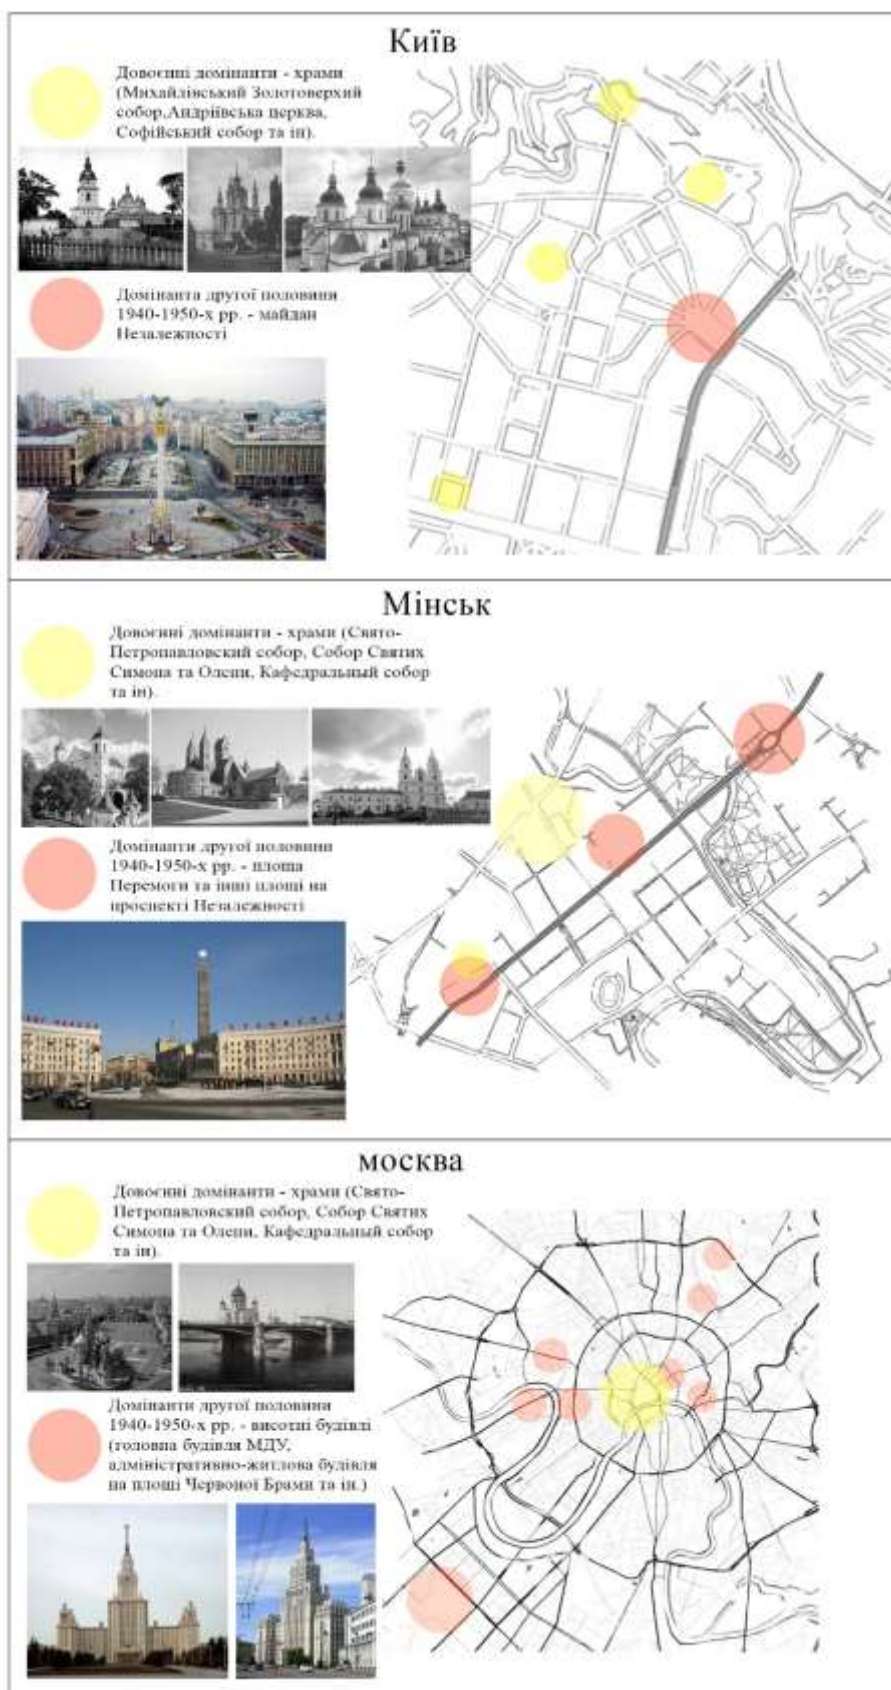 Київ
Довоєнні домінанти - храми
(Михайлівський Золотоверхий
собор,Андріївська церква,
Софійський собор та ін).
Домінанта другої половини
1940-1950-х рр. - майдан
Незалежності
Мінськ
Довоєнні домінанти - храми (Свято-
Петропавловский собор, Собор Святих
Симона та Олени, Кафедральный собор
та ін).
Домінанти другої половини
1940-1950-х рр. - площа
Перемоги та інші площі на
проспекті Незалежності
москва
Довоєнні домінанти - храми (Свято-
Петропавловский собор, Собор Святих
Симона та Олени, Кафедральный собор
та ін).
Домінанти другої половини
1940-1950-х рр. - висотні будівлі
(головна будівля МДУ,
адміністративно-житлова будівля
на площі Червоної Брами та ін.)